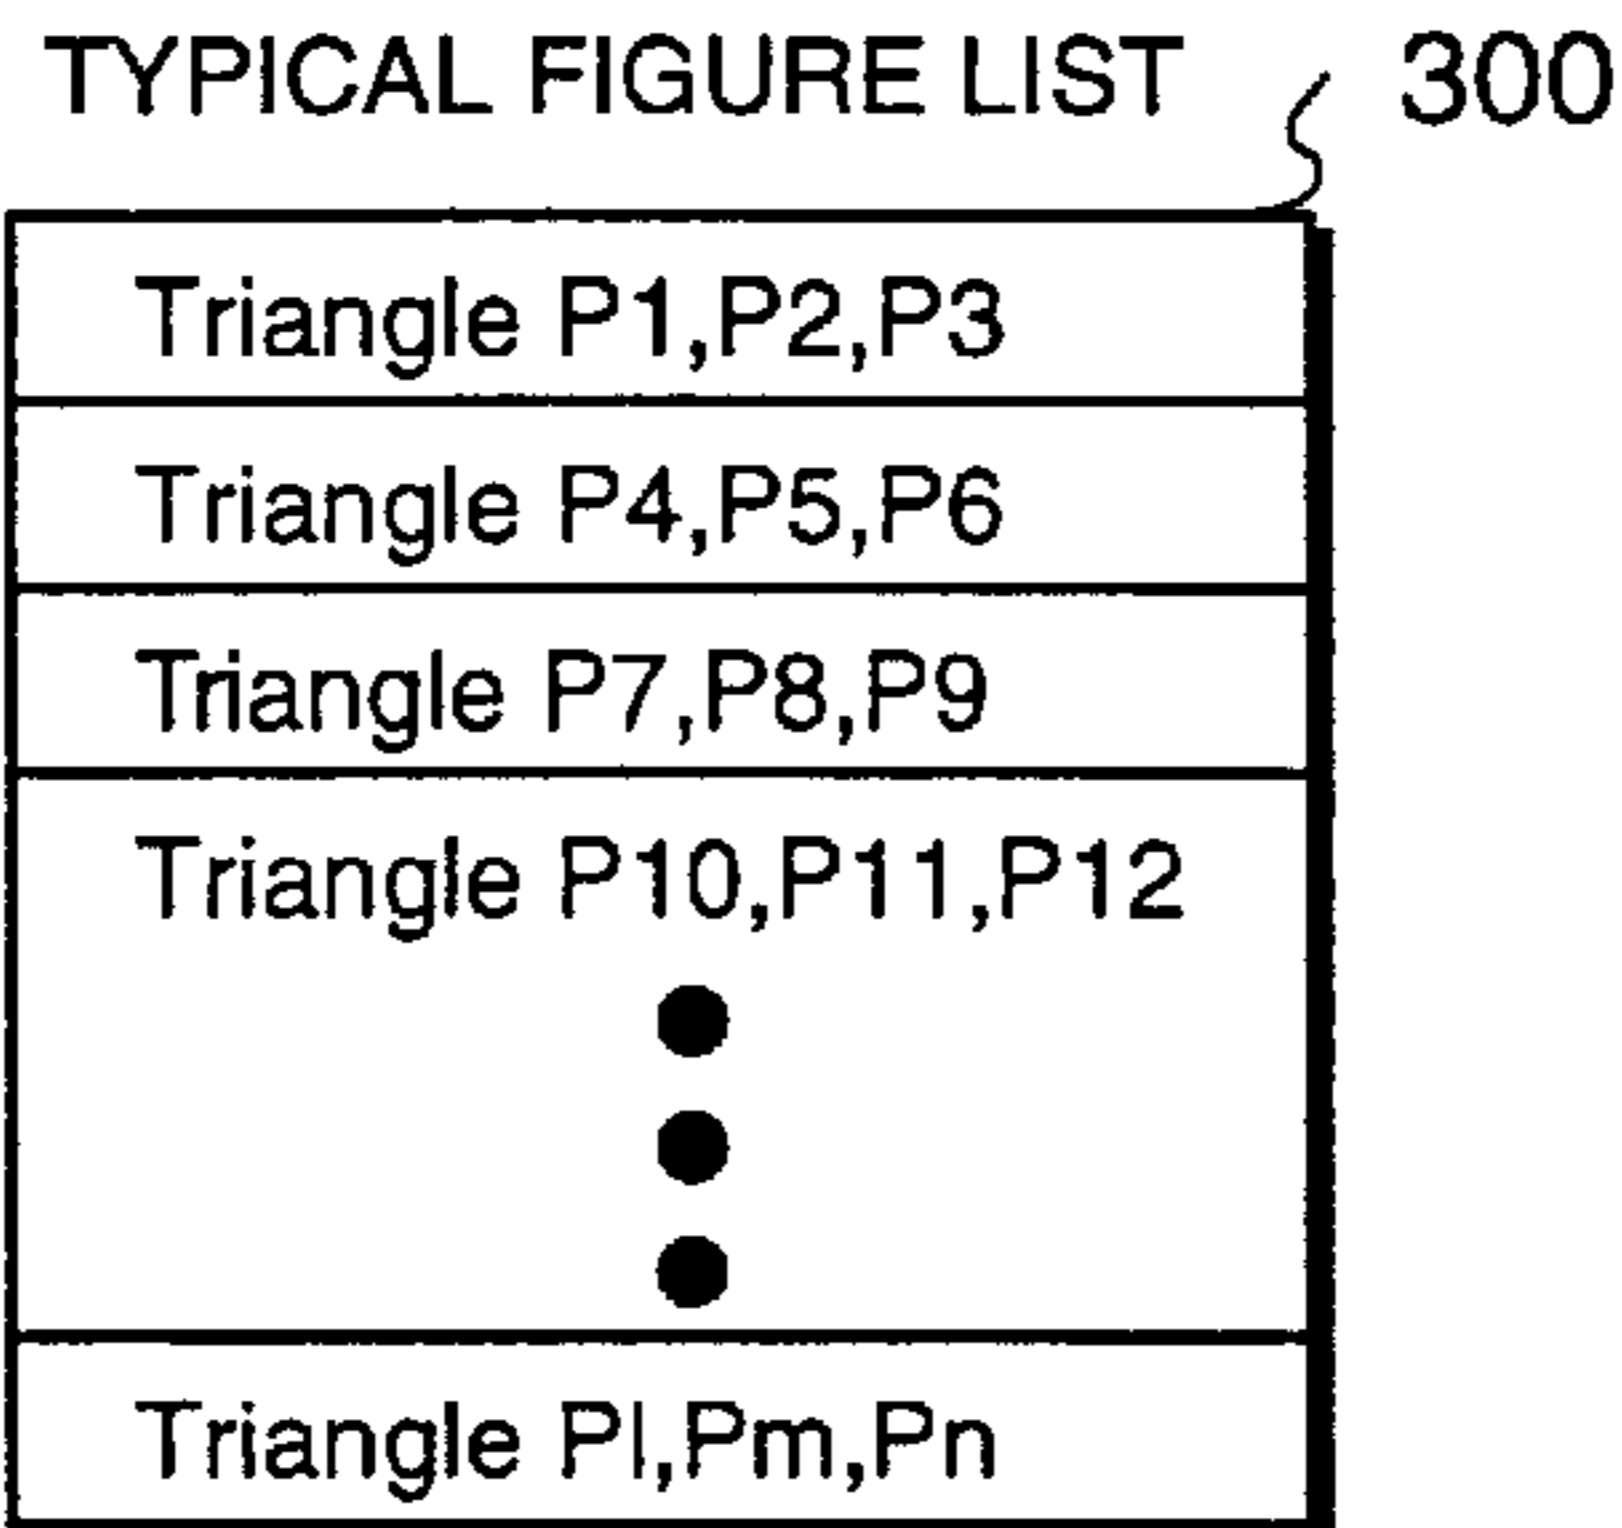 TYPICAL FIGURE LIST 300
Triangle P1,P2,P3
Triangle P4,P5,P6
Triangle P7,P8,P9
Triangle P10,P11,P12
Triangle Pl,Pm,Pn